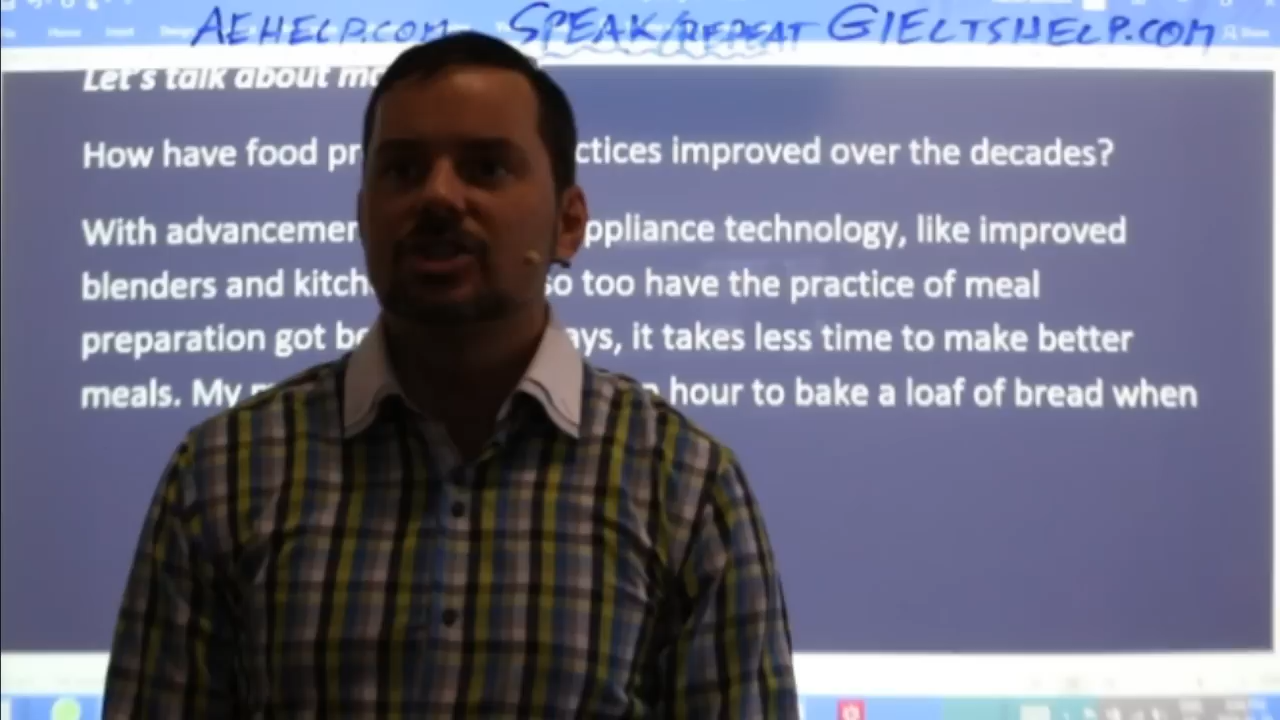 AEHELP.COM SPEAK/REPEAT GIELTSHELP.COM
Let's talk about
How have food ctices improved over the decades?
With advancemen ppliance technology, like improved
blenders and kitch so too have the practice of meal
preparation got be ays, it takes less time to make better
meals. My hour to bake a loaf of bread when